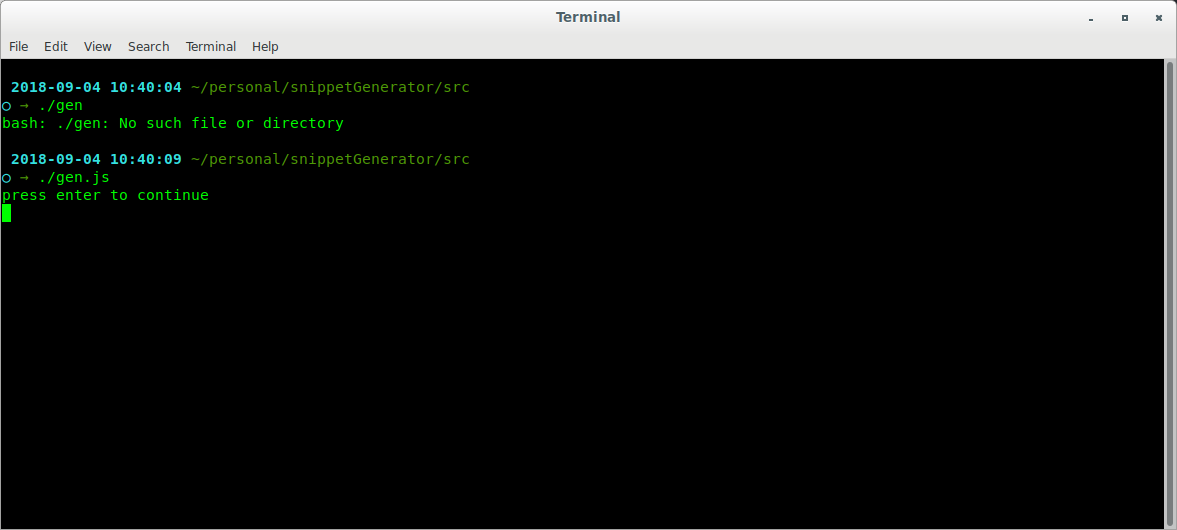 Terminal
File Edit View Search Terminal Help
2018-09-04 10:40:04 ~/personal/snippetGenerator/src
○ → ./gen
bash: ./gen: No such file or directory
2018-09-04 10:40:09 ~/personal/snippetGenerator/src
○ → ./gen.js
press enter to continue